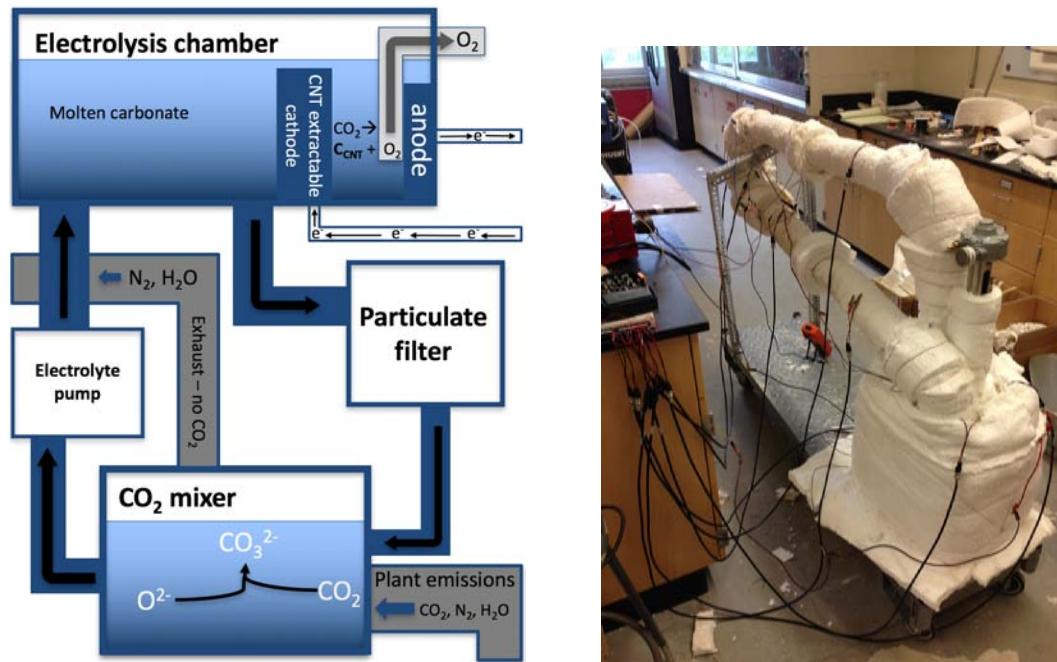 Electrolysis chamber
O₂
Molten carbonate
CNT extractable
cathode
CO₂→
C_CNT + O₂
anode
e⁻
e⁻ e⁻ e⁻
N₂, H₂O
Exhaust – no CO₂
Particulate
filter
Electrolyte
pump
CO₂ mixer
CO₃²⁻
O²⁻
CO₂
Plant emissions
CO₂, N₂, H₂O